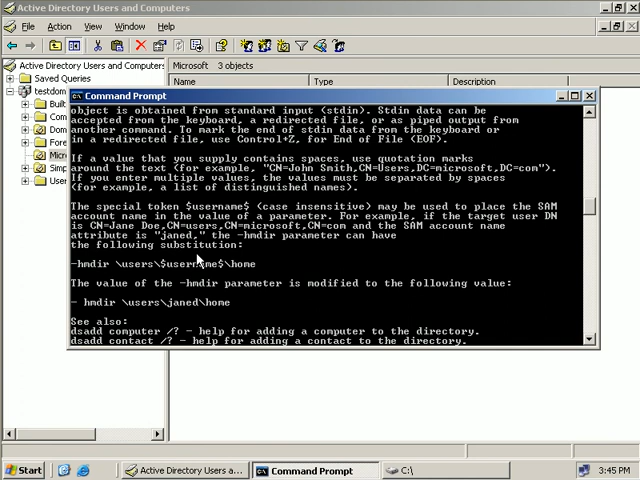 Active Directory Users and Computers
File Action View Window Help
Active Directory Users and Computers
Microsoft 3 objects
Saved Queries
Name Type Description
testdom
Command Prompt
Built
Com
Dom
Fore
Micro
Simp
User
object is obtained from standard input (stdin). Stdin data can be
accepted from the keyboard, a redirected file, or as piped output from
another command. To mark the end of stdin data from the keyboard or
in a redirected file, use Control+Z, for End of File (EOF).
If a value that you supply contains spaces, use quotation marks
around the text (for example, "CN=John Smith,CN=Users,DC=microsoft,DC=com").
If you enter multiple values, the values must be separated by spaces
(for example, a list of distinguished names).
The special token $username$ (case insensitive) may be used to place the SAM
account name in the value of a parameter. For example, if the target user DN
is CN=Jane Doe,CN=users,CN=microsoft,CN=com and the SAM account name
attribute is "janed," the -hmdir parameter can have
the following substitution:
-hmdir \users\$username$\home
The value of the -hmdir parameter is modified to the following value:
- hmdir \users\janed\home
See also:
dsadd computer /? - help for adding a computer to the directory.
dsadd contact /? - help for adding a contact to the directory.
Start
Active Directory Users a...
Command Prompt
C:\
3:45 PM